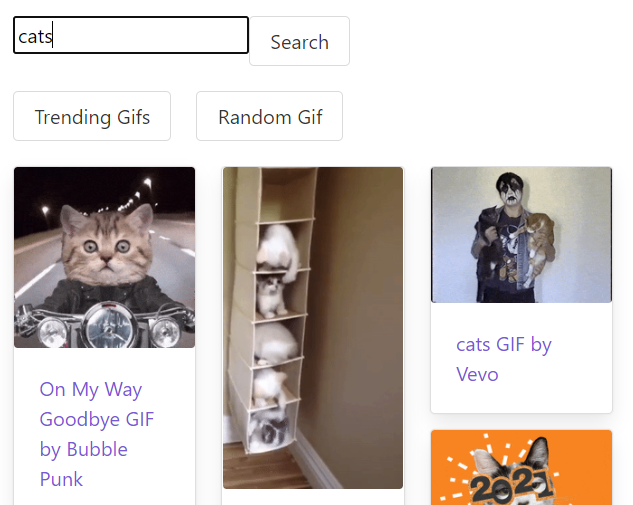 cats
Search
Trending Gifs
Random Gif
On My Way
Goodbye GIF
by Bubble
Punk
cats GIF by
Vevo
2021